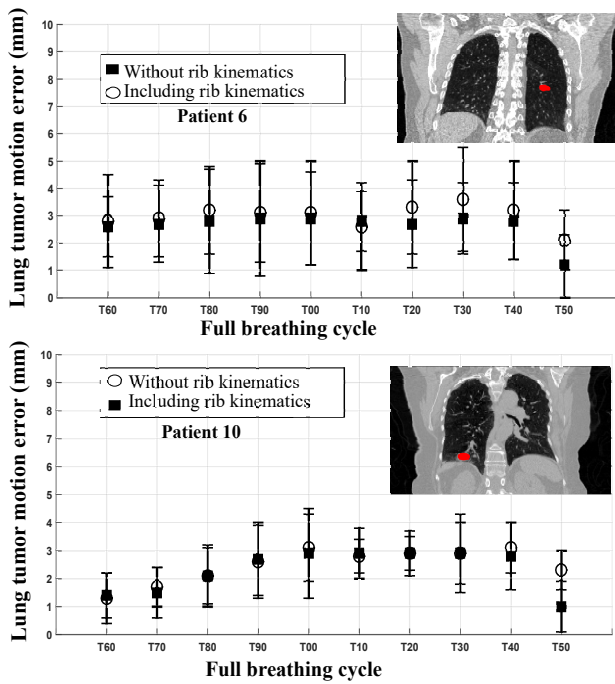 Lung tumor motion error (mm)
10
9
8
7
6
5
4
3
2
1
0
Without rib kinematics
Including rib kinematics
Patient 6
T60 T70 T80 T90 T00 T10 T20 T30 T40 T50
Full breathing cycle
Lung tumor motion error (mm)
10
9
8
7
6
5
4
3
2
1
0
Without rib kinematics
Including rib kinematics
Patient 10
T60 T70 T80 T90 T00 T10 T20 T30 T40 T50
Full breathing cycle